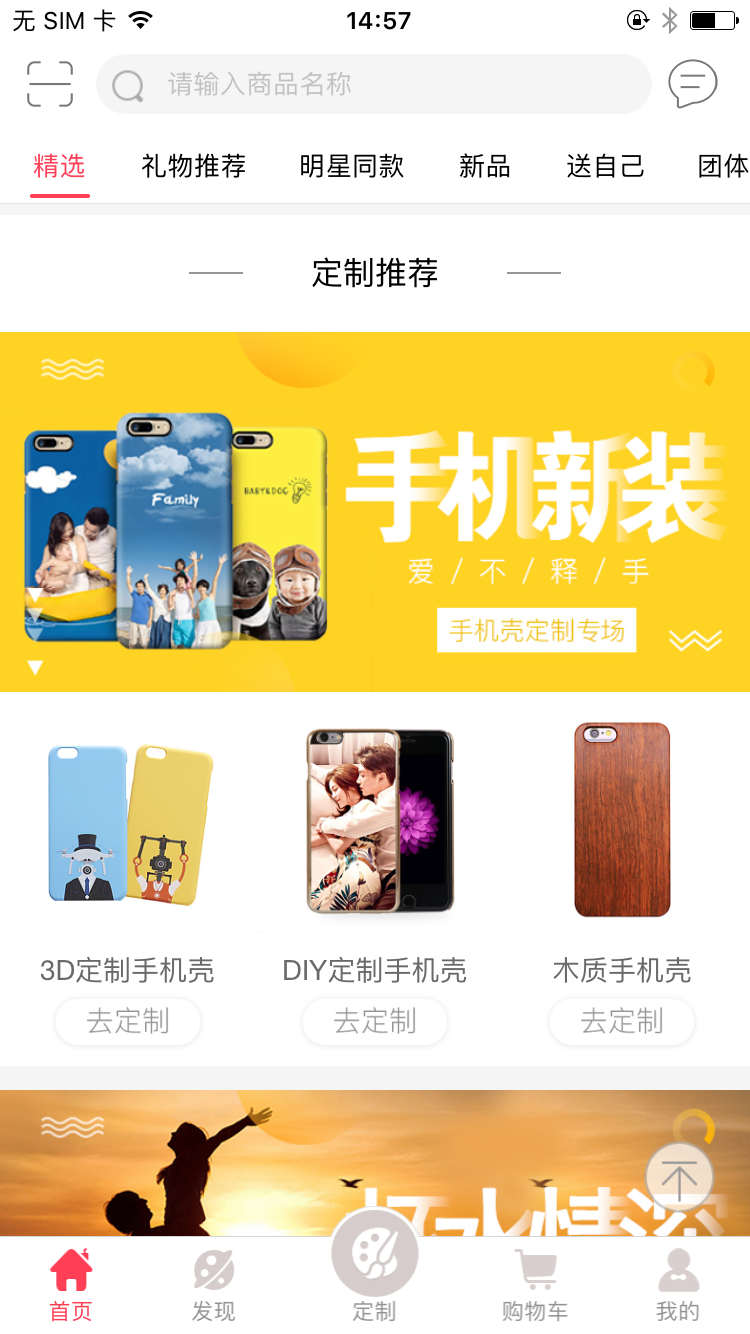 无 SIM 卡 14:57
请输入商品名称
精选 礼物推荐 明星同款 新品 送自己 团体
定制推荐
Family
BABY&DOG
手机新装
爱/不/释/手
手机壳定制专场
3D定制手机壳 DIY定制手机壳 木质手机壳
去定制 去定制 去定制
首页 发现 定制 购物车 我的